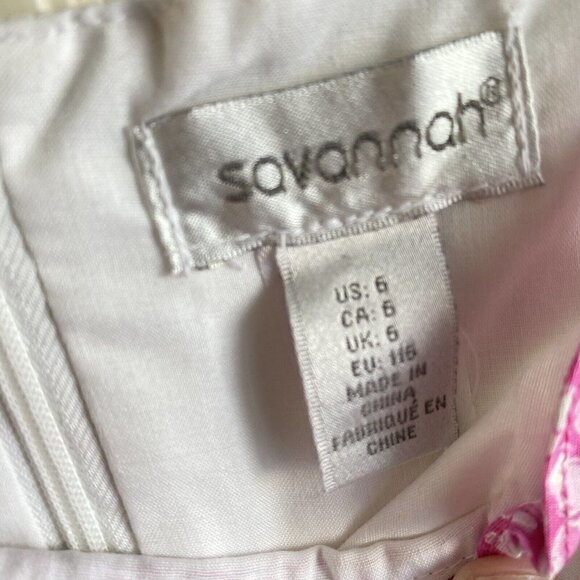 savannah®
US: 6
CA: 6
UK: 6
EU: 116
MADE IN
CHINA
FABRIQUÉ EN
CHINE